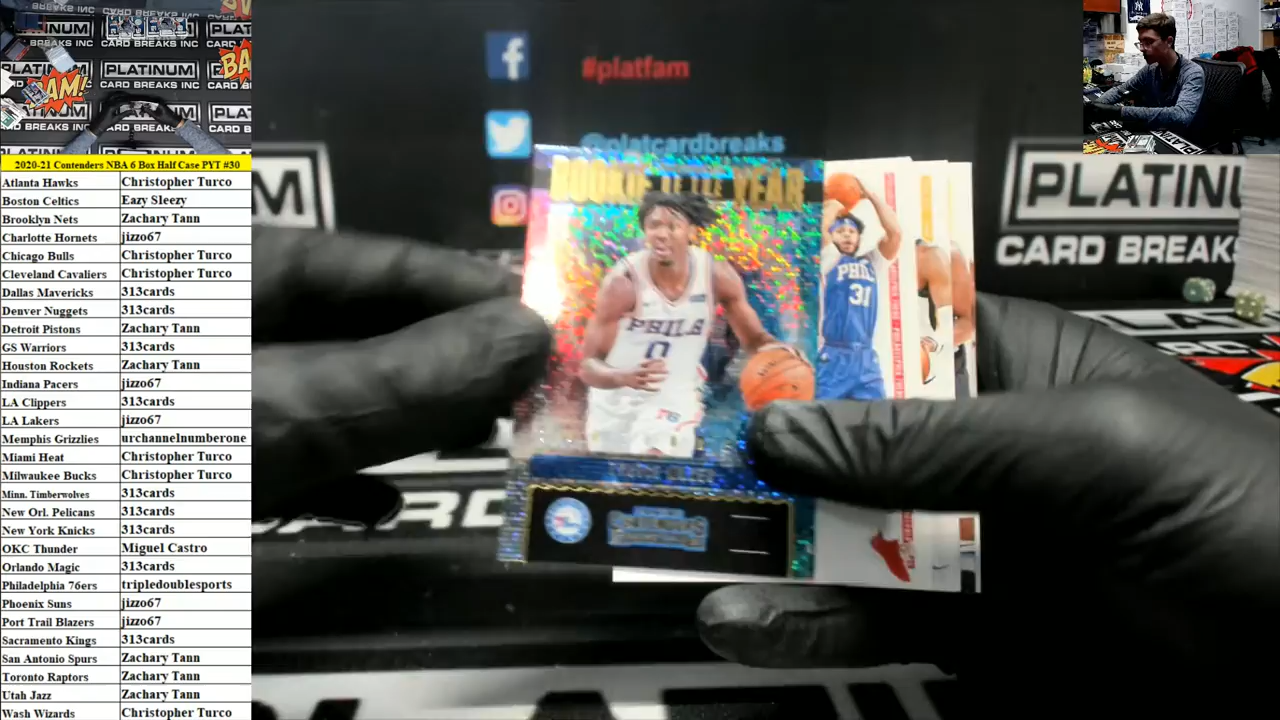 PLATINUM
CARD BREAKS INC
BAM!
2020-21 Contenders NBA 6 Box Half Case PYT #30
Atlanta Hawks Christopher Turco
Boston Celtics Eazy Sleezy
Brooklyn Nets Zachary Tann
Charlotte Hornets jizzo67
Chicago Bulls Christopher Turco
Cleveland Cavaliers Christopher Turco
Dallas Mavericks 313cards
Denver Nuggets 313cards
Detroit Pistons Zachary Tann
GS Warriors 313cards
Houston Rockets Zachary Tann
Indiana Pacers jizzo67
LA Clippers 313cards
LA Lakers jizzo67
Memphis Grizzlies urchannelnumberone
Miami Heat Christopher Turco
Milwaukee Bucks Christopher Turco
Minn. Timberwolves 313cards
New Orl. Pelicans 313cards
New York Knicks 313cards
OKC Thunder Miguel Castro
Orlando Magic 313cards
Philadelphia 76ers tripledoublesports
Phoenix Suns jizzo67
Port Trail Blazers jizzo67
Sacramento Kings 313cards
San Antonio Spurs Zachary Tann
Toronto Raptors Zachary Tann
Utah Jazz Zachary Tann
Wash Wizards Christopher Turco
#platfam
@platcardbreaks
ROOKIE OF THE YEAR
PHILA
0
CONTENDERS
PHIL
31
PLATINU
CARD BREAKS